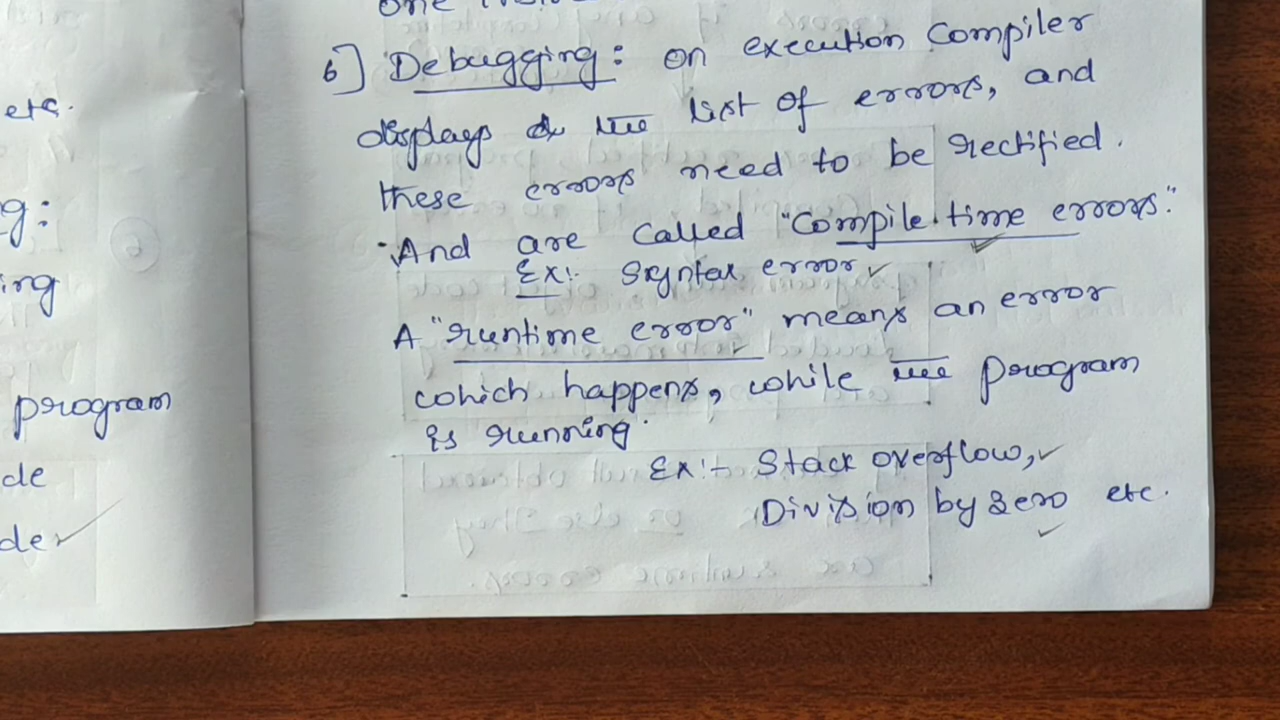 etc.
g:
ing
program
de
de
one
6] Debugging: on execution Compiler
displays the list of errors, and
these errors need to be rectified.
And are called "Compile time errors."
Ex:- Syntax error
A "runtime error" means an error
which happens, while the program
is running.
Ex:- Stack overflow,
Division by zero etc.